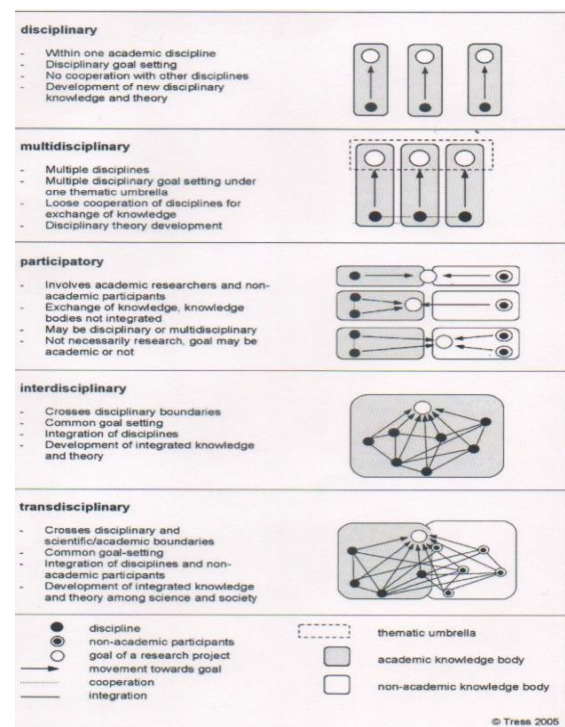 disciplinary
- Within one academic discipline
- Disciplinary goal setting
- No cooperation with other disciplines
- Development of new disciplinary
knowledge and theory
multidisciplinary
- Multiple disciplines
- Multiple disciplinary goal setting under
one thematic umbrella
- Loose cooperation of disciplines for
exchange of knowledge
- Disciplinary theory development
participatory
- Involves academic researchers and non-
academic participants
- Exchange of knowledge, knowledge
bodies not integrated
- May be disciplinary or multidisciplinary
- Not necessarily research, goal may be
academic or not
interdisciplinary
- Crosses disciplinary boundaries
- Common goal setting
- Integration of disciplines
- Development of integrated knowledge
and theory
transdisciplinary
- Crosses disciplinary and
scientific/academic boundaries
- Common goal-setting
- Integration of disciplines and non-
academic participants
- Development of integrated knowledge
and theory among science and society
discipline
non-academic participants
goal of a research project
movement towards goal
cooperation
integration
thematic umbrella
academic knowledge body
non-academic knowledge body
© Tress 2005